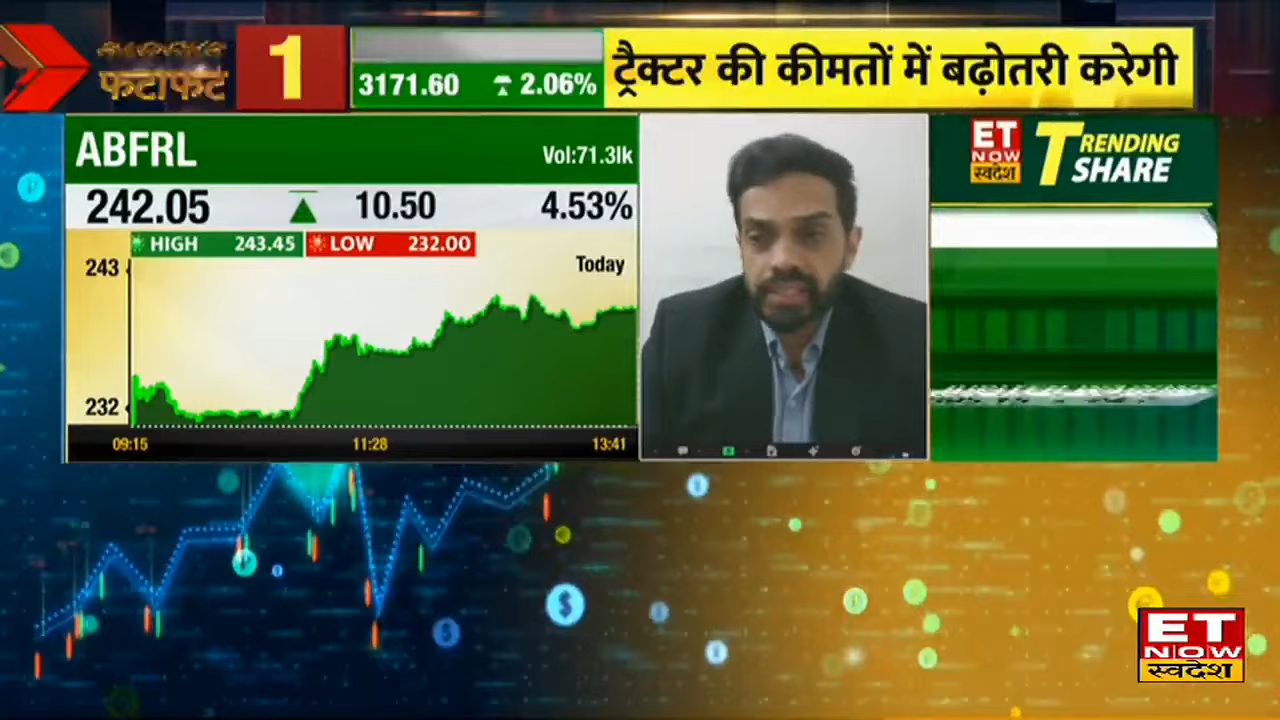 फटाफट
1
3171.60 2.06%
ट्रैक्टर की कीमतों में बढ़ोतरी करेगी
ABFRL
Vol:71.3lk
242.05 10.50 4.53%
HIGH 243.45 LOW 232.00
Today
243
232
09:15 11:28 13:41
ET
NOW
स्वदेश
TRENDING
SHARE
ET
NOW
स्वदेश